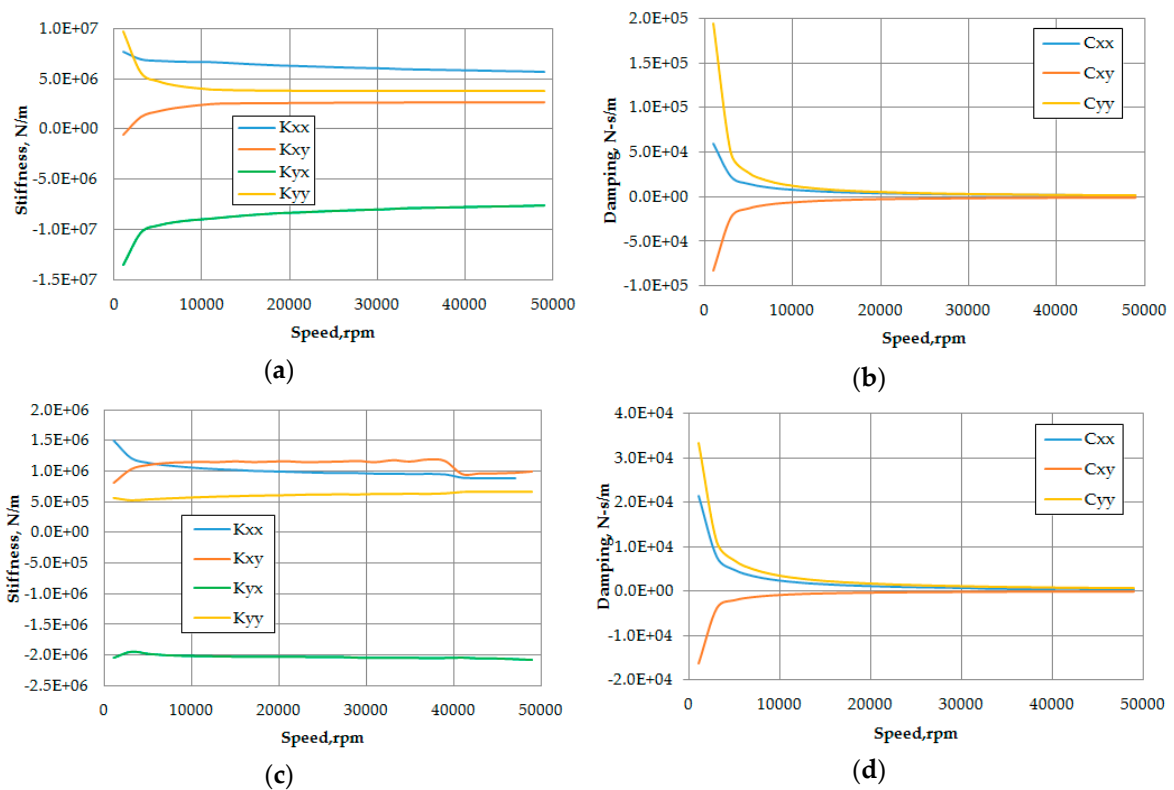 1.0E+07
5.0E+06
0.0E+00
-5.0E+06
-1.0E+07
-1.5E+07
Stiffness, N/m
Kxx
Kxy
Kyx
Kyy
0 10000 20000 30000 40000 50000
Speed,rpm
(a)
2.0E+05
1.5E+05
1.0E+05
5.0E+04
0.0E+00
-5.0E+04
-1.0E+05
Damping, N-s/m
Cxx
Cxy
Cyy
0 10000 20000 30000 40000 50000
Speed,rpm
(b)
2.0E+06
1.5E+06
1.0E+06
5.0E+05
0.0E+00
-5.0E+05
-1.0E+06
-1.5E+06
-2.0E+06
-2.5E+06
Stiffness, N/m
Kxx
Kxy
Kyx
Kyy
0 10000 20000 30000 40000 50000
Speed,rpm
(c)
4.0E+04
3.0E+04
2.0E+04
1.0E+04
0.0E+00
-1.0E+04
-2.0E+04
Damping, N-s/m
Cxx
Cxy
Cyy
0 10000 20000 30000 40000 50000
Speed,rpm
(d)